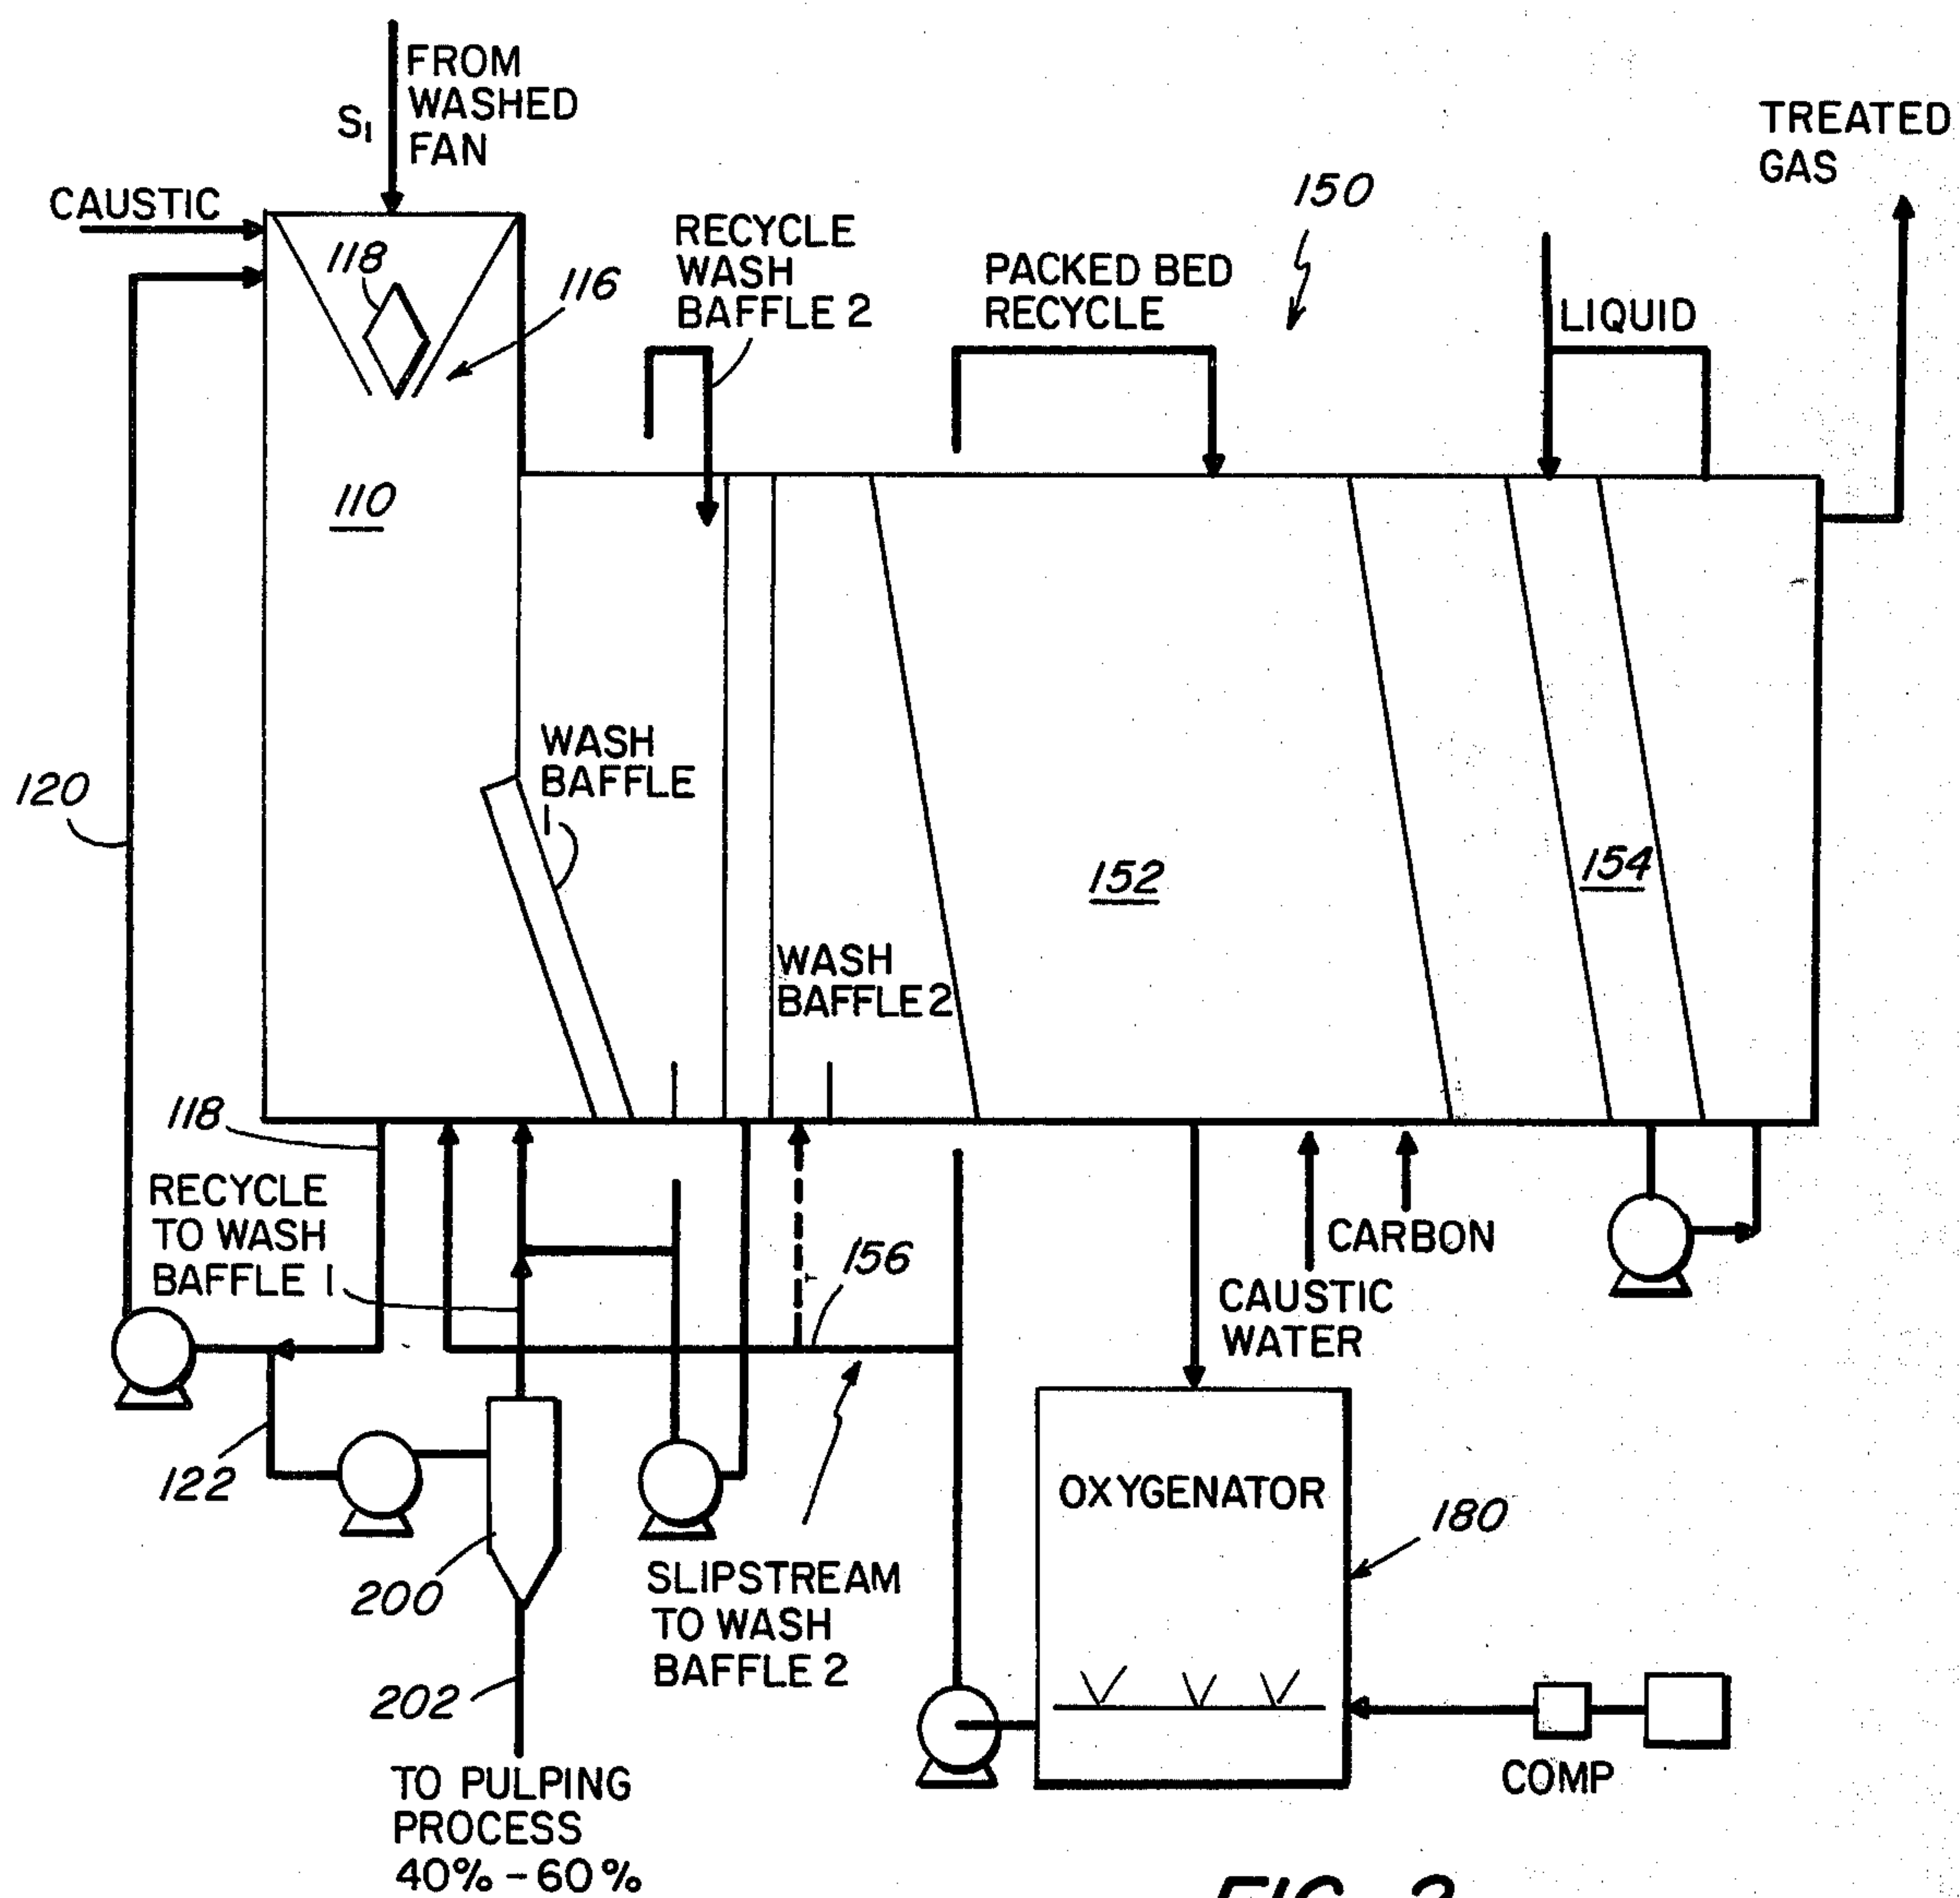 FROM
WASHED
FAN
S1
CAUSTIC
TREATED
GAS
150
118
116
RECYCLE
WASH
BAFFLE 2
PACKED BED
RECYCLE
LIQUID
110
120
WASH
BAFFLE
1
152
154
WASH
BAFFLE 2
118
RECYCLE
TO WASH
BAFFLE 1
156
CARBON
CAUSTIC
WATER
122
200
OXYGENATOR
180
SLIPSTREAM
TO WASH
BAFFLE 2
202
COMP
TO PULPING
PROCESS
40% - 60%